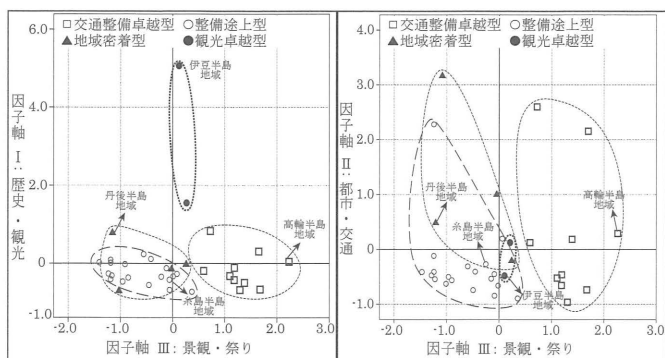 □交通整備卓越型 ○整備途上型
▲地域密着型 ●観光卓越型
6.0
4.0
2.0
0
-1.0
因子軸 Ⅰ:歴史・観光
伊豆半島
地域
丹後半島
地域
高輪半島
地域
糸島半島
地域
-2.0 -1.0 0 1.0 2.0 3.0
因子軸 Ⅲ:景観・祭り
□交通整備卓越型 ○整備途上型
▲地域密着型 ●観光卓越型
4.0
3.0
2.0
1.0
0
-1.0
因子軸 Ⅱ:都市・交通
丹後半島
地域
糸島半島
地域
高輪半島
地域
伊豆半島
地域
-2.0 -1.0 0 1.0 2.0 3.0
因子軸 Ⅲ:景観・祭り